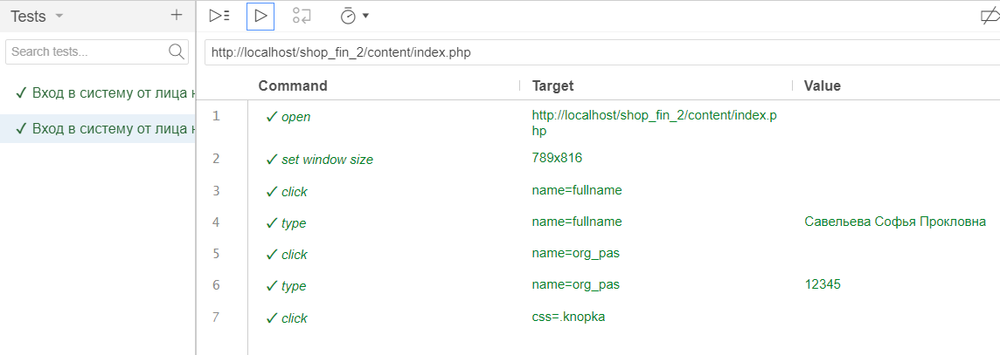 Tests
Search tests...
✓ Вход в систему от лица
✓ Вход в систему от лица
http://localhost/shop_fin_2/content/index.php
Command Target Value
1 ✓ open http://localhost/shop_fin_2/content/index.p
hp
2 ✓ set window size 789x816
3 ✓ click name=fullname
4 ✓ type name=fullname Савельева Софья Прокловна
5 ✓ click name=org_pas
6 ✓ type name=org_pas 12345
7 ✓ click css=.knopka